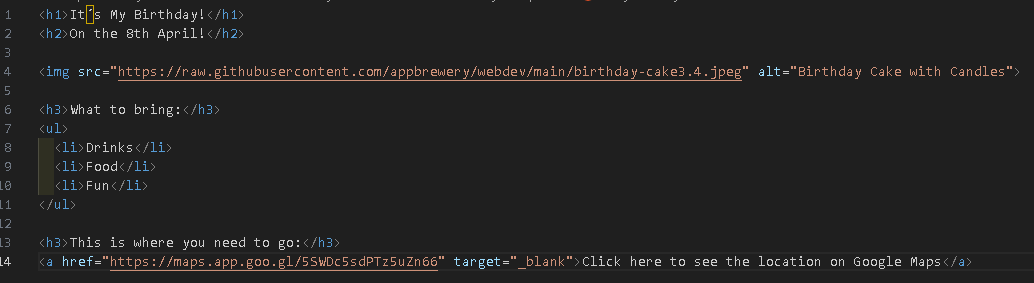 1 <h1>It´s My Birthday!</h1>
2 <h2>On the 8th April!</h2>
3
4 <img src="https://raw.githubusercontent.com/appbrewery/webdev/main/birthday-cake3.4.jpeg" alt="Birthday Cake with Candles">
5
6 <h3>What to bring:</h3>
7 <ul>
8   <li>Drinks</li>
9   <li>Food</li>
10   <li>Fun</li>
11 </ul>
12
13 <h3>This is where you need to go:</h3>
14 <a href="https://maps.app.goo.gl/5SWDc5sdPTz5uZn66" target="_blank">Click here to see the location on Google Maps</a>